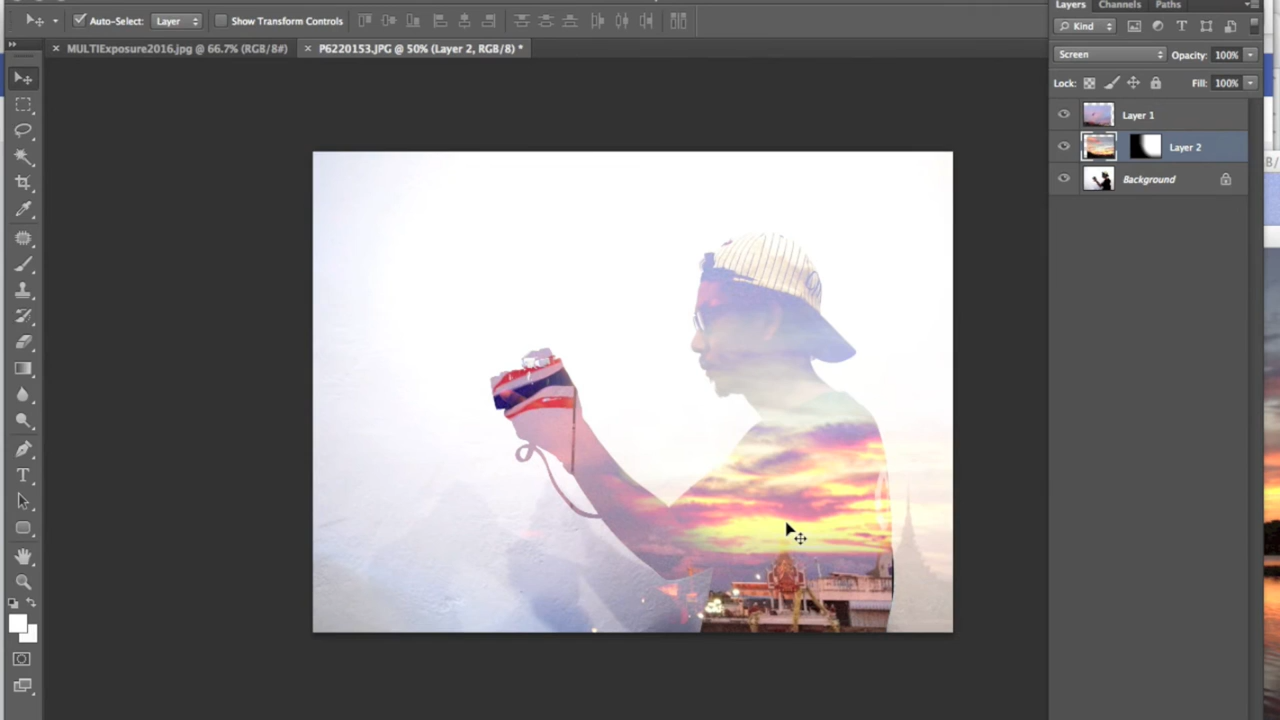 Auto-Select: Layer Show Transform Controls
MULTIExposure2016.jpg @ 66.7% (RGB/8#)
P6220153.JPG @ 50% (Layer 2, RGB/8) *
Layers Channels Paths
Kind
Screen Opacity: 100%
Lock: Fill: 100%
Layer 1
Layer 2
Background